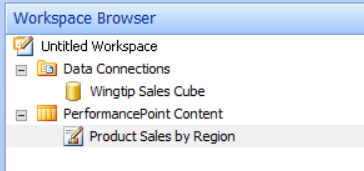 Workspace Browser
Untitled Workspace
Data Connections
Wingtip Sales Cube
PerformancePoint Content
Product Sales by Region